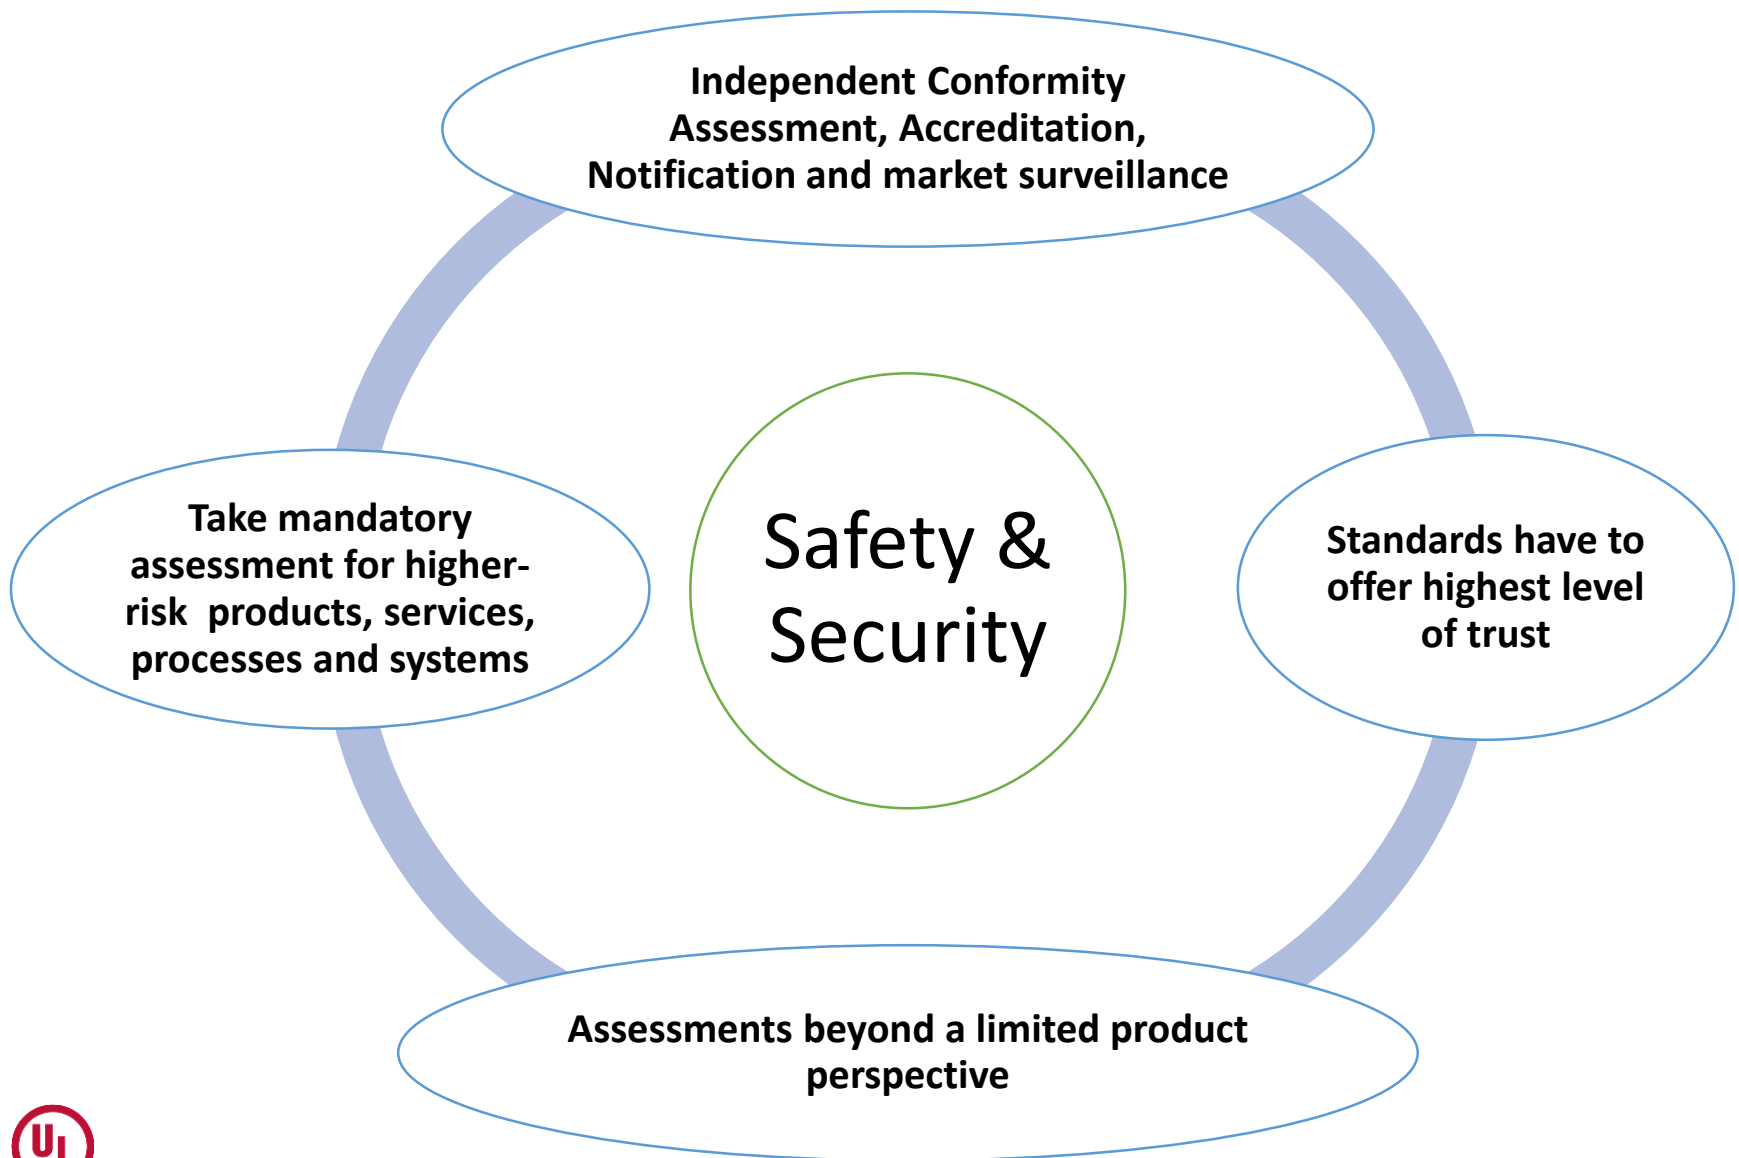 Independent Conformity
Assessment, Accreditation,
Notification and market surveillance
Take mandatory
assessment for higher-
risk  products, services,
processes and systems
Safety &
Security
Standards have to
offer highest level
of trust
Assessments beyond a limited product
perspective
UL